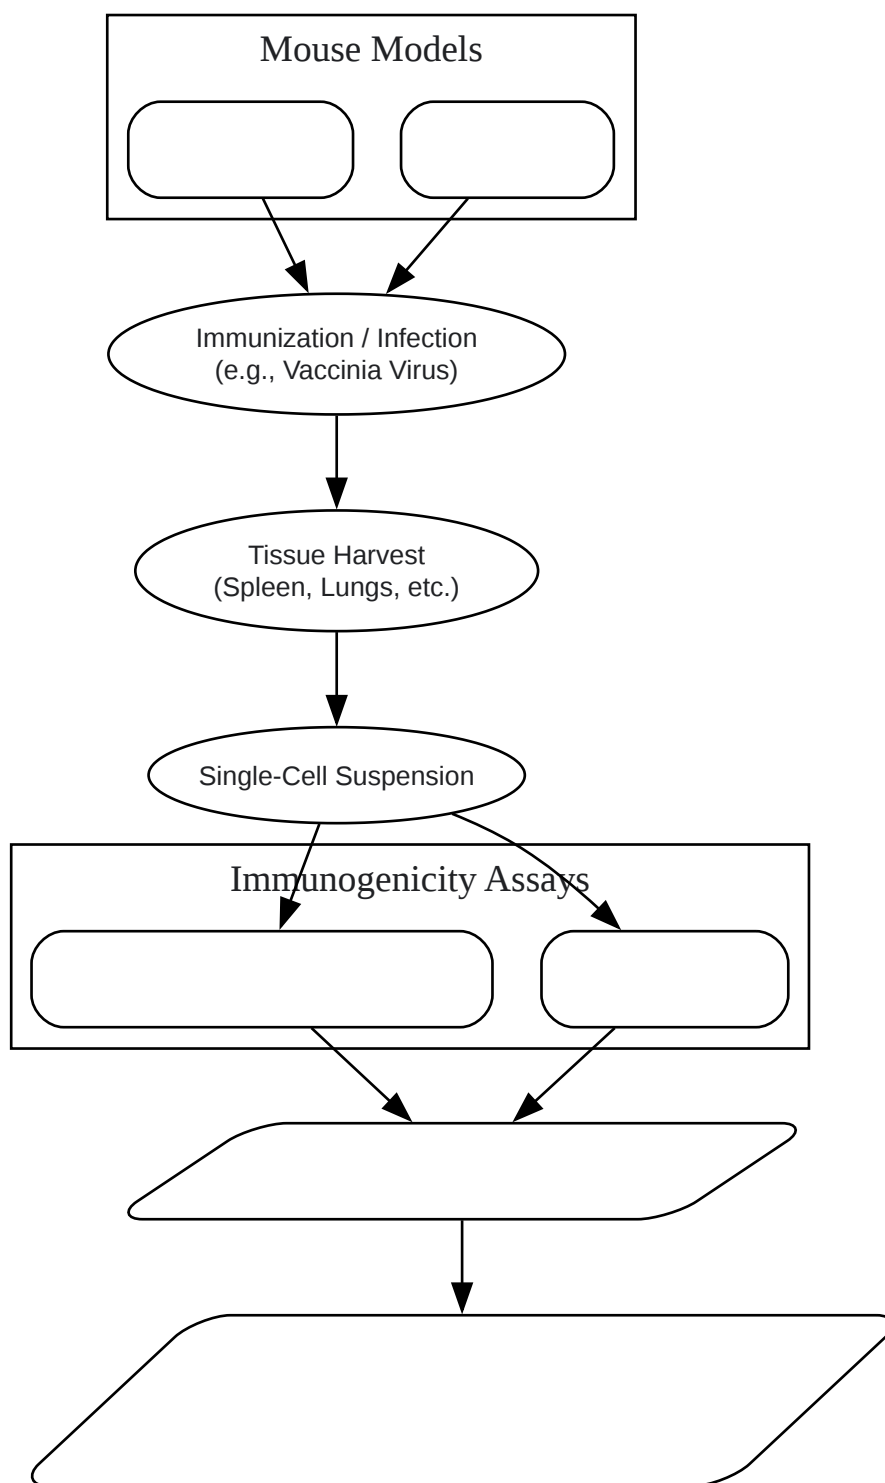 Mouse Models
Immunization / Infection
(e.g., Vaccinia Virus)
Tissue Harvest
(Spleen, Lungs, etc.)
Single-Cell Suspension
Immunogenicity Assays